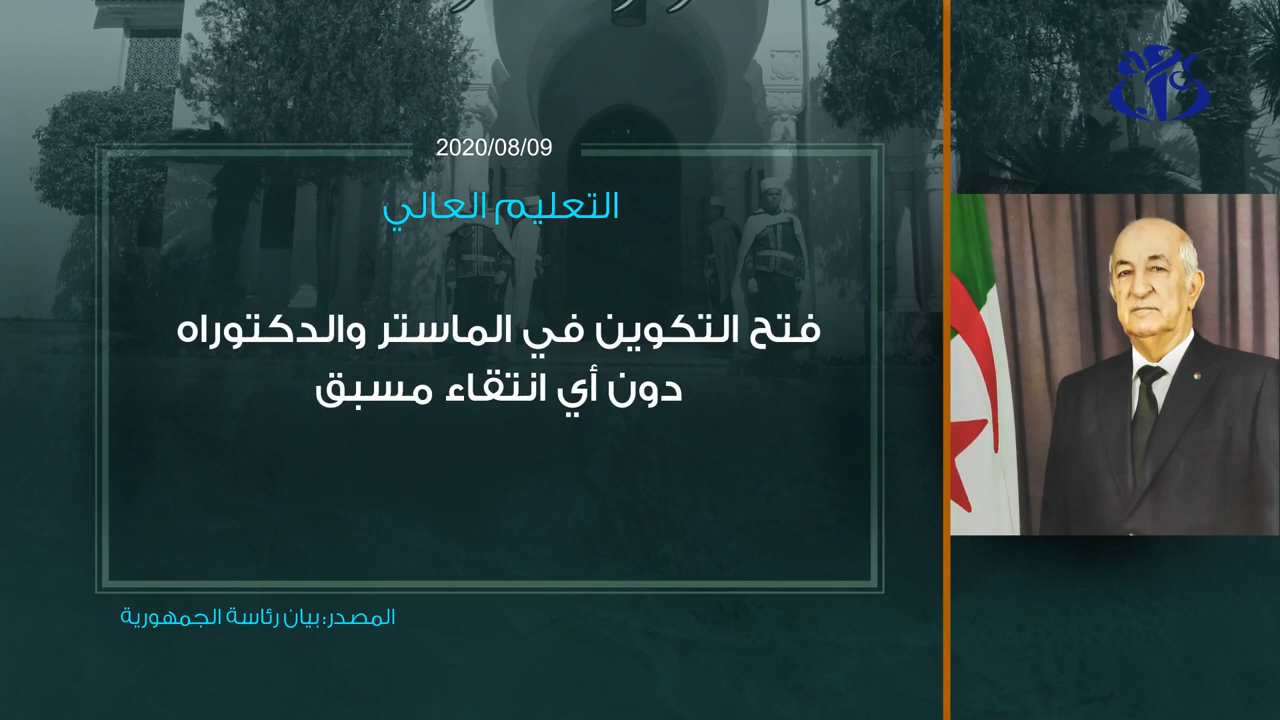 2020/08/09
التعليم العالي
فتح التكوين في الماستر والدكتوراه
دون أي انتقاء مسبق
المصدر: بيان رئاسة الجمهورية